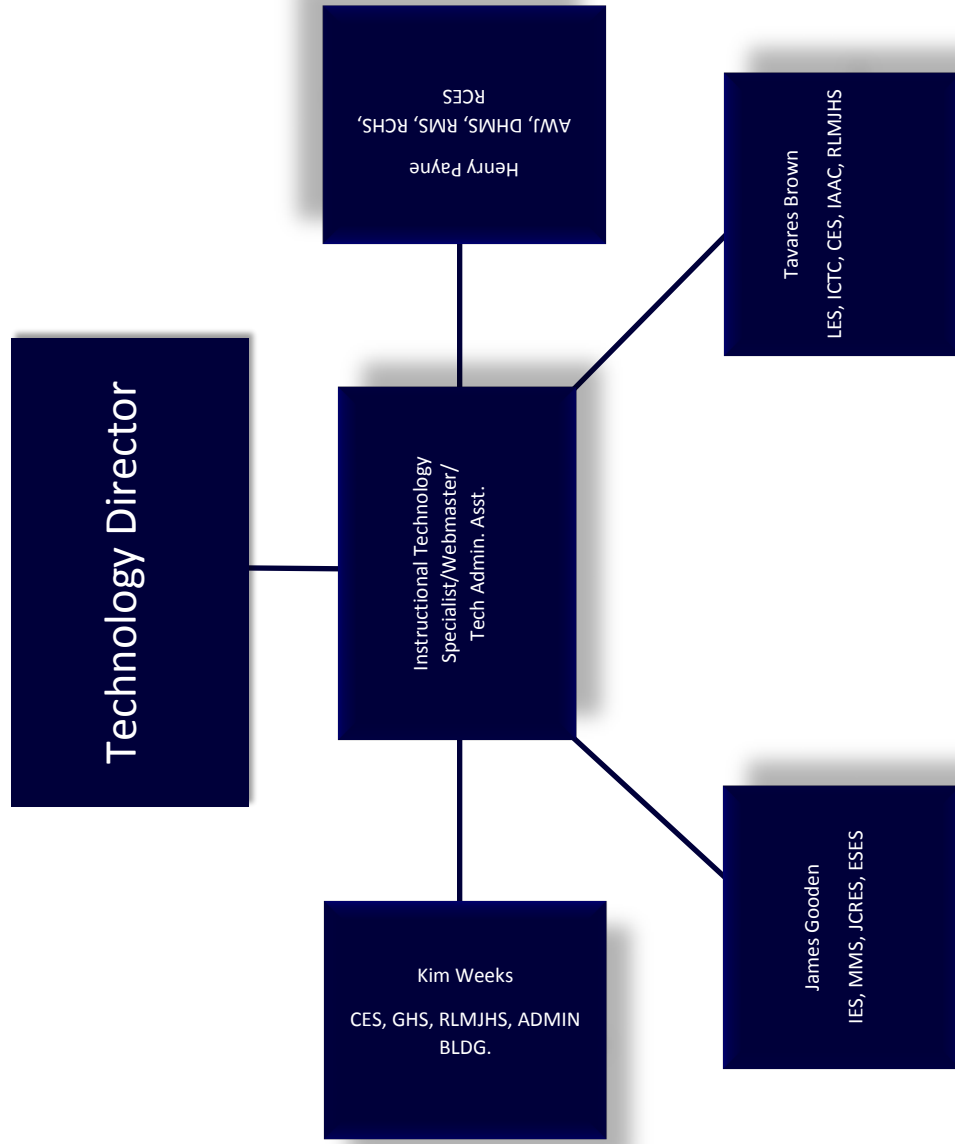 Technology Director
Instructional Technology
Specialist/Webmaster/
Tech Admin. Asst.
Henry Payne
AWJ, DHMS, RMS, RCHS,
RCES
Kim Weeks
CES, GHS, RLMJHS, ADMIN
BLDG.
James Gooden
IES, MMS, JCRES, ESES
Tavares Brown
LES, ICTC, CES, IAAC, RLMJHS